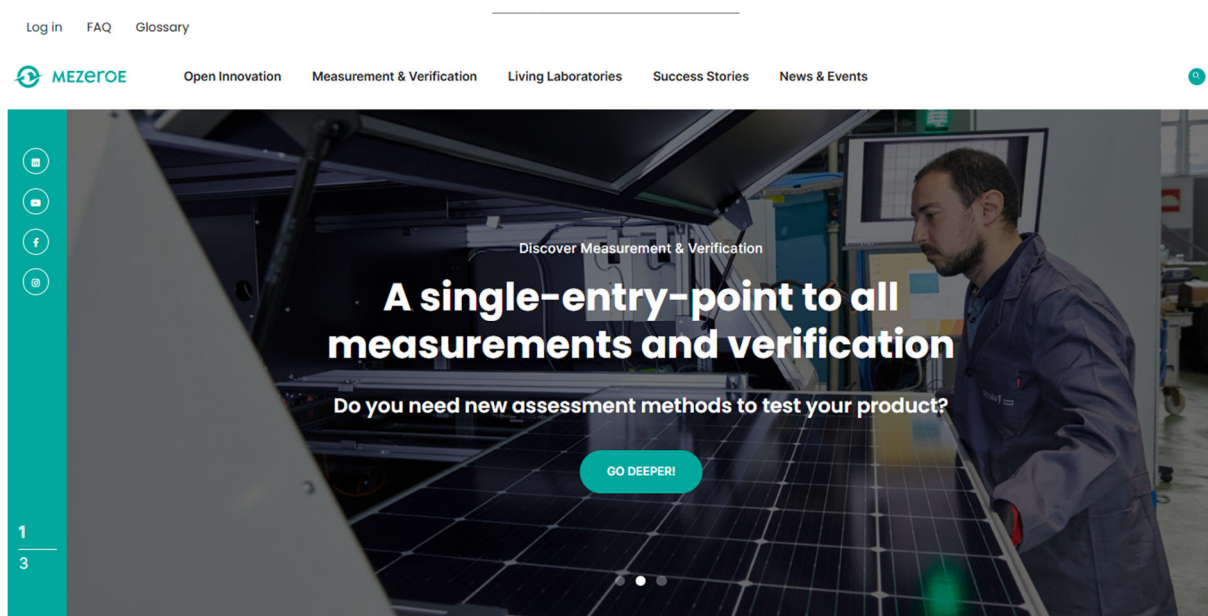 Log in FAQ Glossary
MEZeroE Open Innovation Measurement & Verification Living Laboratories Success Stories News & Events
Discover Measurement & Verification
A single-entry-point to all
measurements and verification
Do you need new assessment methods to test your product?
GO DEEPER!
1
3